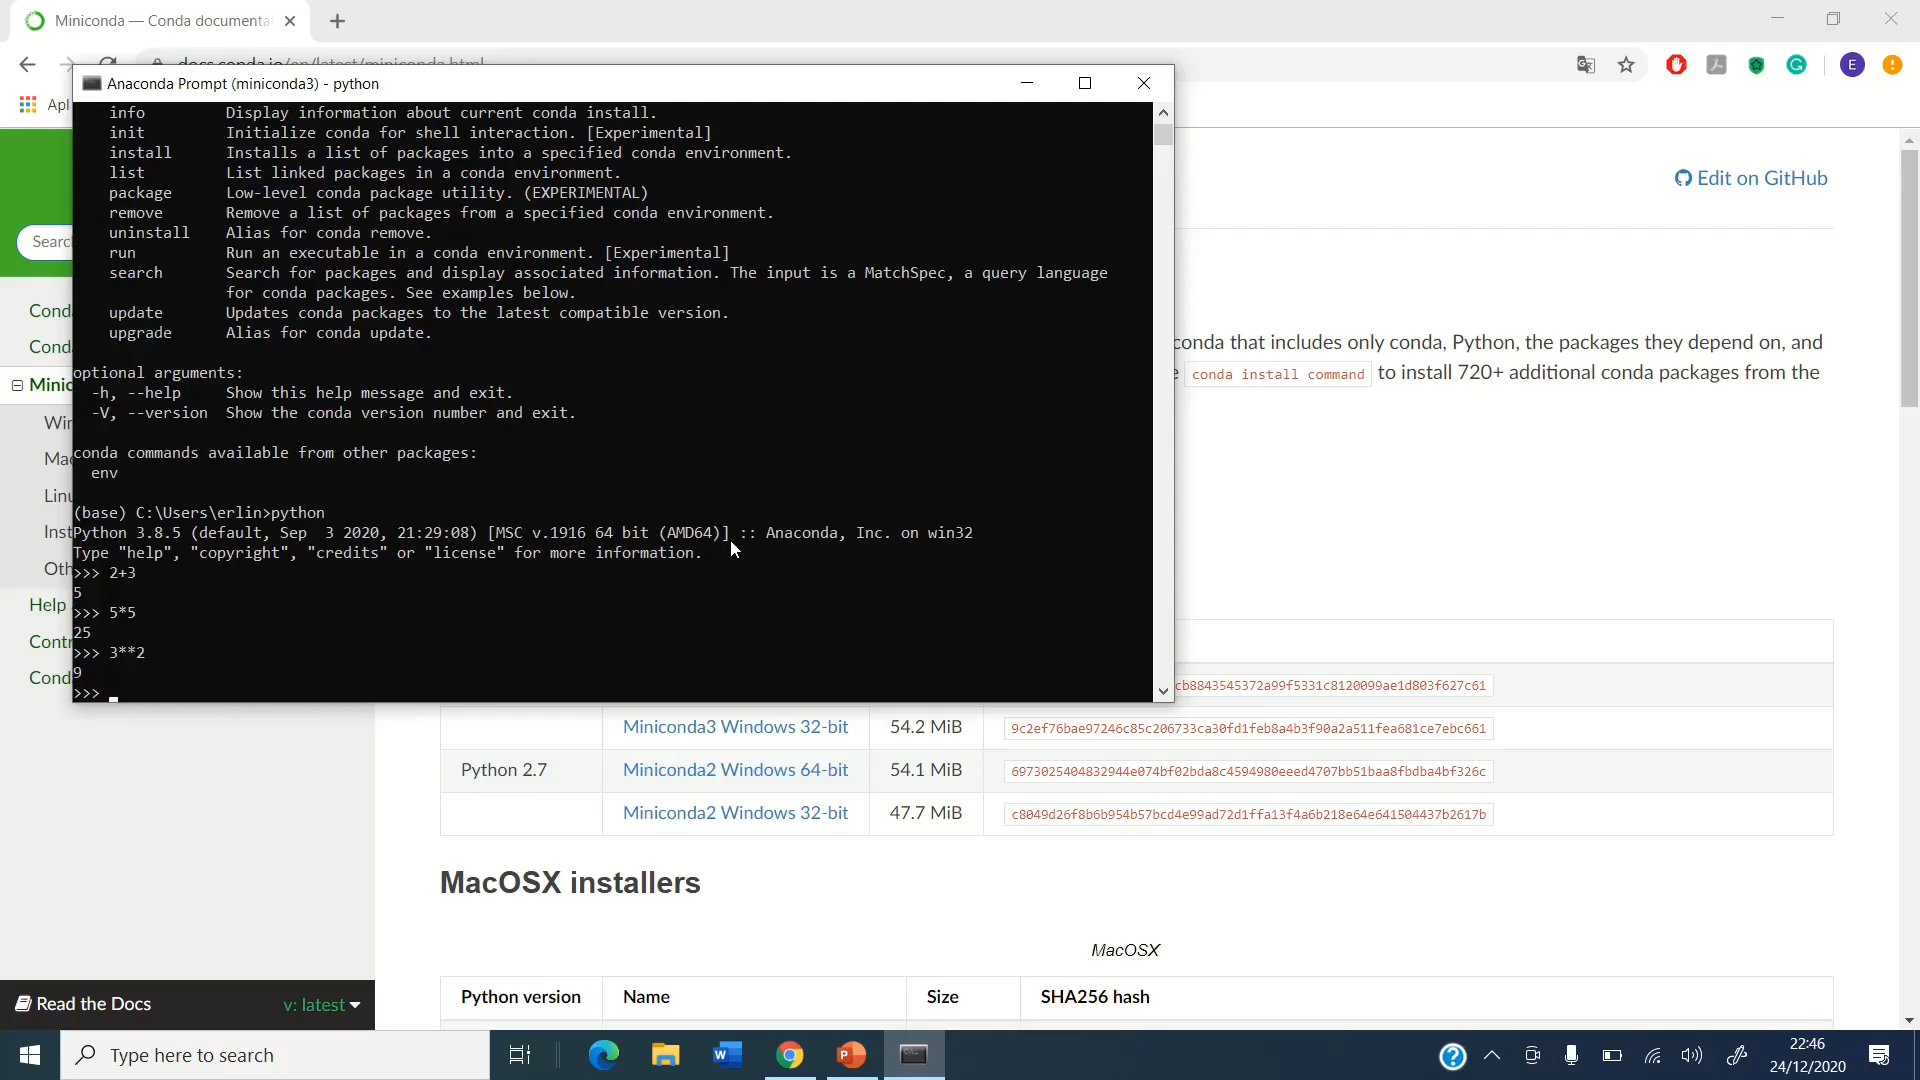 Miniconda — Conda documenta
docs.conda.io/en/latest/miniconda.html
Apl
E
Anaconda Prompt (miniconda3) - python
info Display information about current conda install.
init Initialize conda for shell interaction. [Experimental]
install Installs a list of packages into a specified conda environment.
list List linked packages in a conda environment.
package Low-level conda package utility. (EXPERIMENTAL)
remove Remove a list of packages from a specified conda environment.
uninstall Alias for conda remove.
run Run an executable in a conda environment. [Experimental]
search Search for packages and display associated information. The input is a MatchSpec, a query language
for conda packages. See examples below.
update Updates conda packages to the latest compatible version.
upgrade Alias for conda update.
optional arguments:
-h, --help Show this help message and exit.
-V, --version Show the conda version number and exit.
conda commands available from other packages:
env
(base) C:\Users\erlin>python
Python 3.8.5 (default, Sep 3 2020, 21:29:08) [MSC v.1916 64 bit (AMD64)] :: Anaconda, Inc. on win32
Type "help", "copyright", "credits" or "license" for more information.
>>> 2+3
5
>>> 5*5
25
>>> 3**2
9
>>>
Searc
Cond
Cond
Minic
Win
Mac
Linu
Inst
Oth
Help
Contr
Cond
Read the Docs
v: latest
Edit on GitHub
conda that includes only conda, Python, the packages they depend on, and
e conda install command to install 720+ additional conda packages from the
cb8843545372a99f5331c8120099ae1d803f627c61
Miniconda3 Windows 32-bit 54.2 MiB 9c2ef76bae97246c85c206733ca30fd1feb8a4b3f90a2a511fea681ce7ebc661
Python 2.7 Miniconda2 Windows 64-bit 54.1 MiB 6973025404832944e074bf02bda8c4594980eeed4707bb51baa8fbdba4bf326c
Miniconda2 Windows 32-bit 47.7 MiB c8049d26f8b6b954b57bcd4e99ad72d1ffa13f4a6b218e64e641504437b2617b
MacOSX installers
MacOSX
Python version Name Size SHA256 hash
Type here to search
22:46
24/12/2020